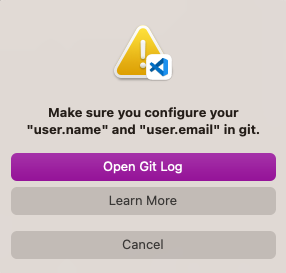 Make sure you configure your
"user.name" and "user.email" in git.
Open Git Log
Learn More
Cancel